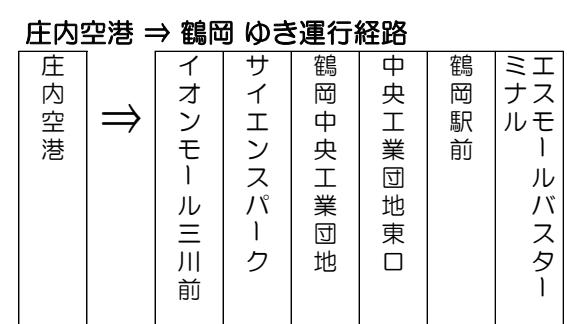 庄内空港 ⇒ 鶴岡 ゆき運行経路
庄内空港
⇒
イオンモール三川前
サイエンスパーク
鶴岡中央工業団地
中央工業団地東口
鶴岡駅前
エスモールバスター
ミナル